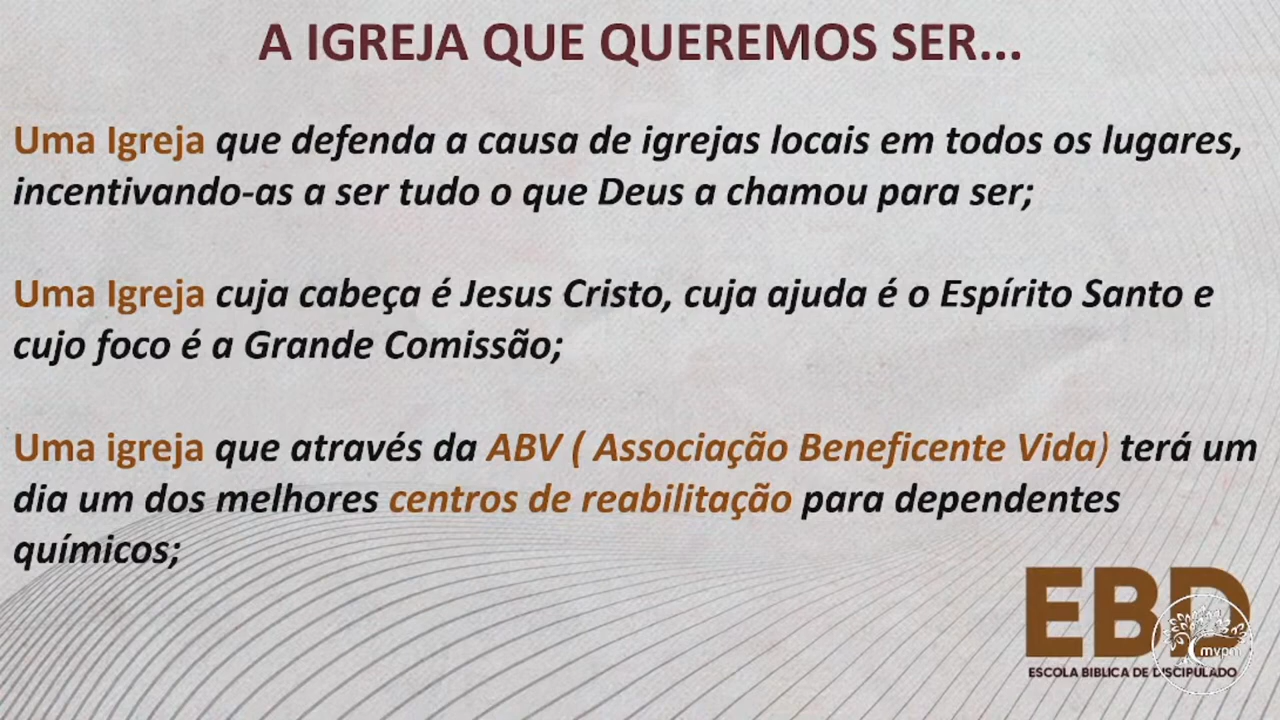 A IGREJA QUE QUEREMOS SER...
Uma Igreja que defenda a causa de igrejas locais em todos os lugares,
incentivando-as a ser tudo o que Deus a chamou para ser;
Uma Igreja cuja cabeça é Jesus Cristo, cuja ajuda é o Espírito Santo e
cujo foco é a Grande Comissão;
Uma igreja que através da ABV ( Associação Beneficente Vida) terá um
dia um dos melhores centros de reabilitação para dependentes
químicos;
EBD
mvpm
ESCOLA BIBLICA DE DISCIPULADO